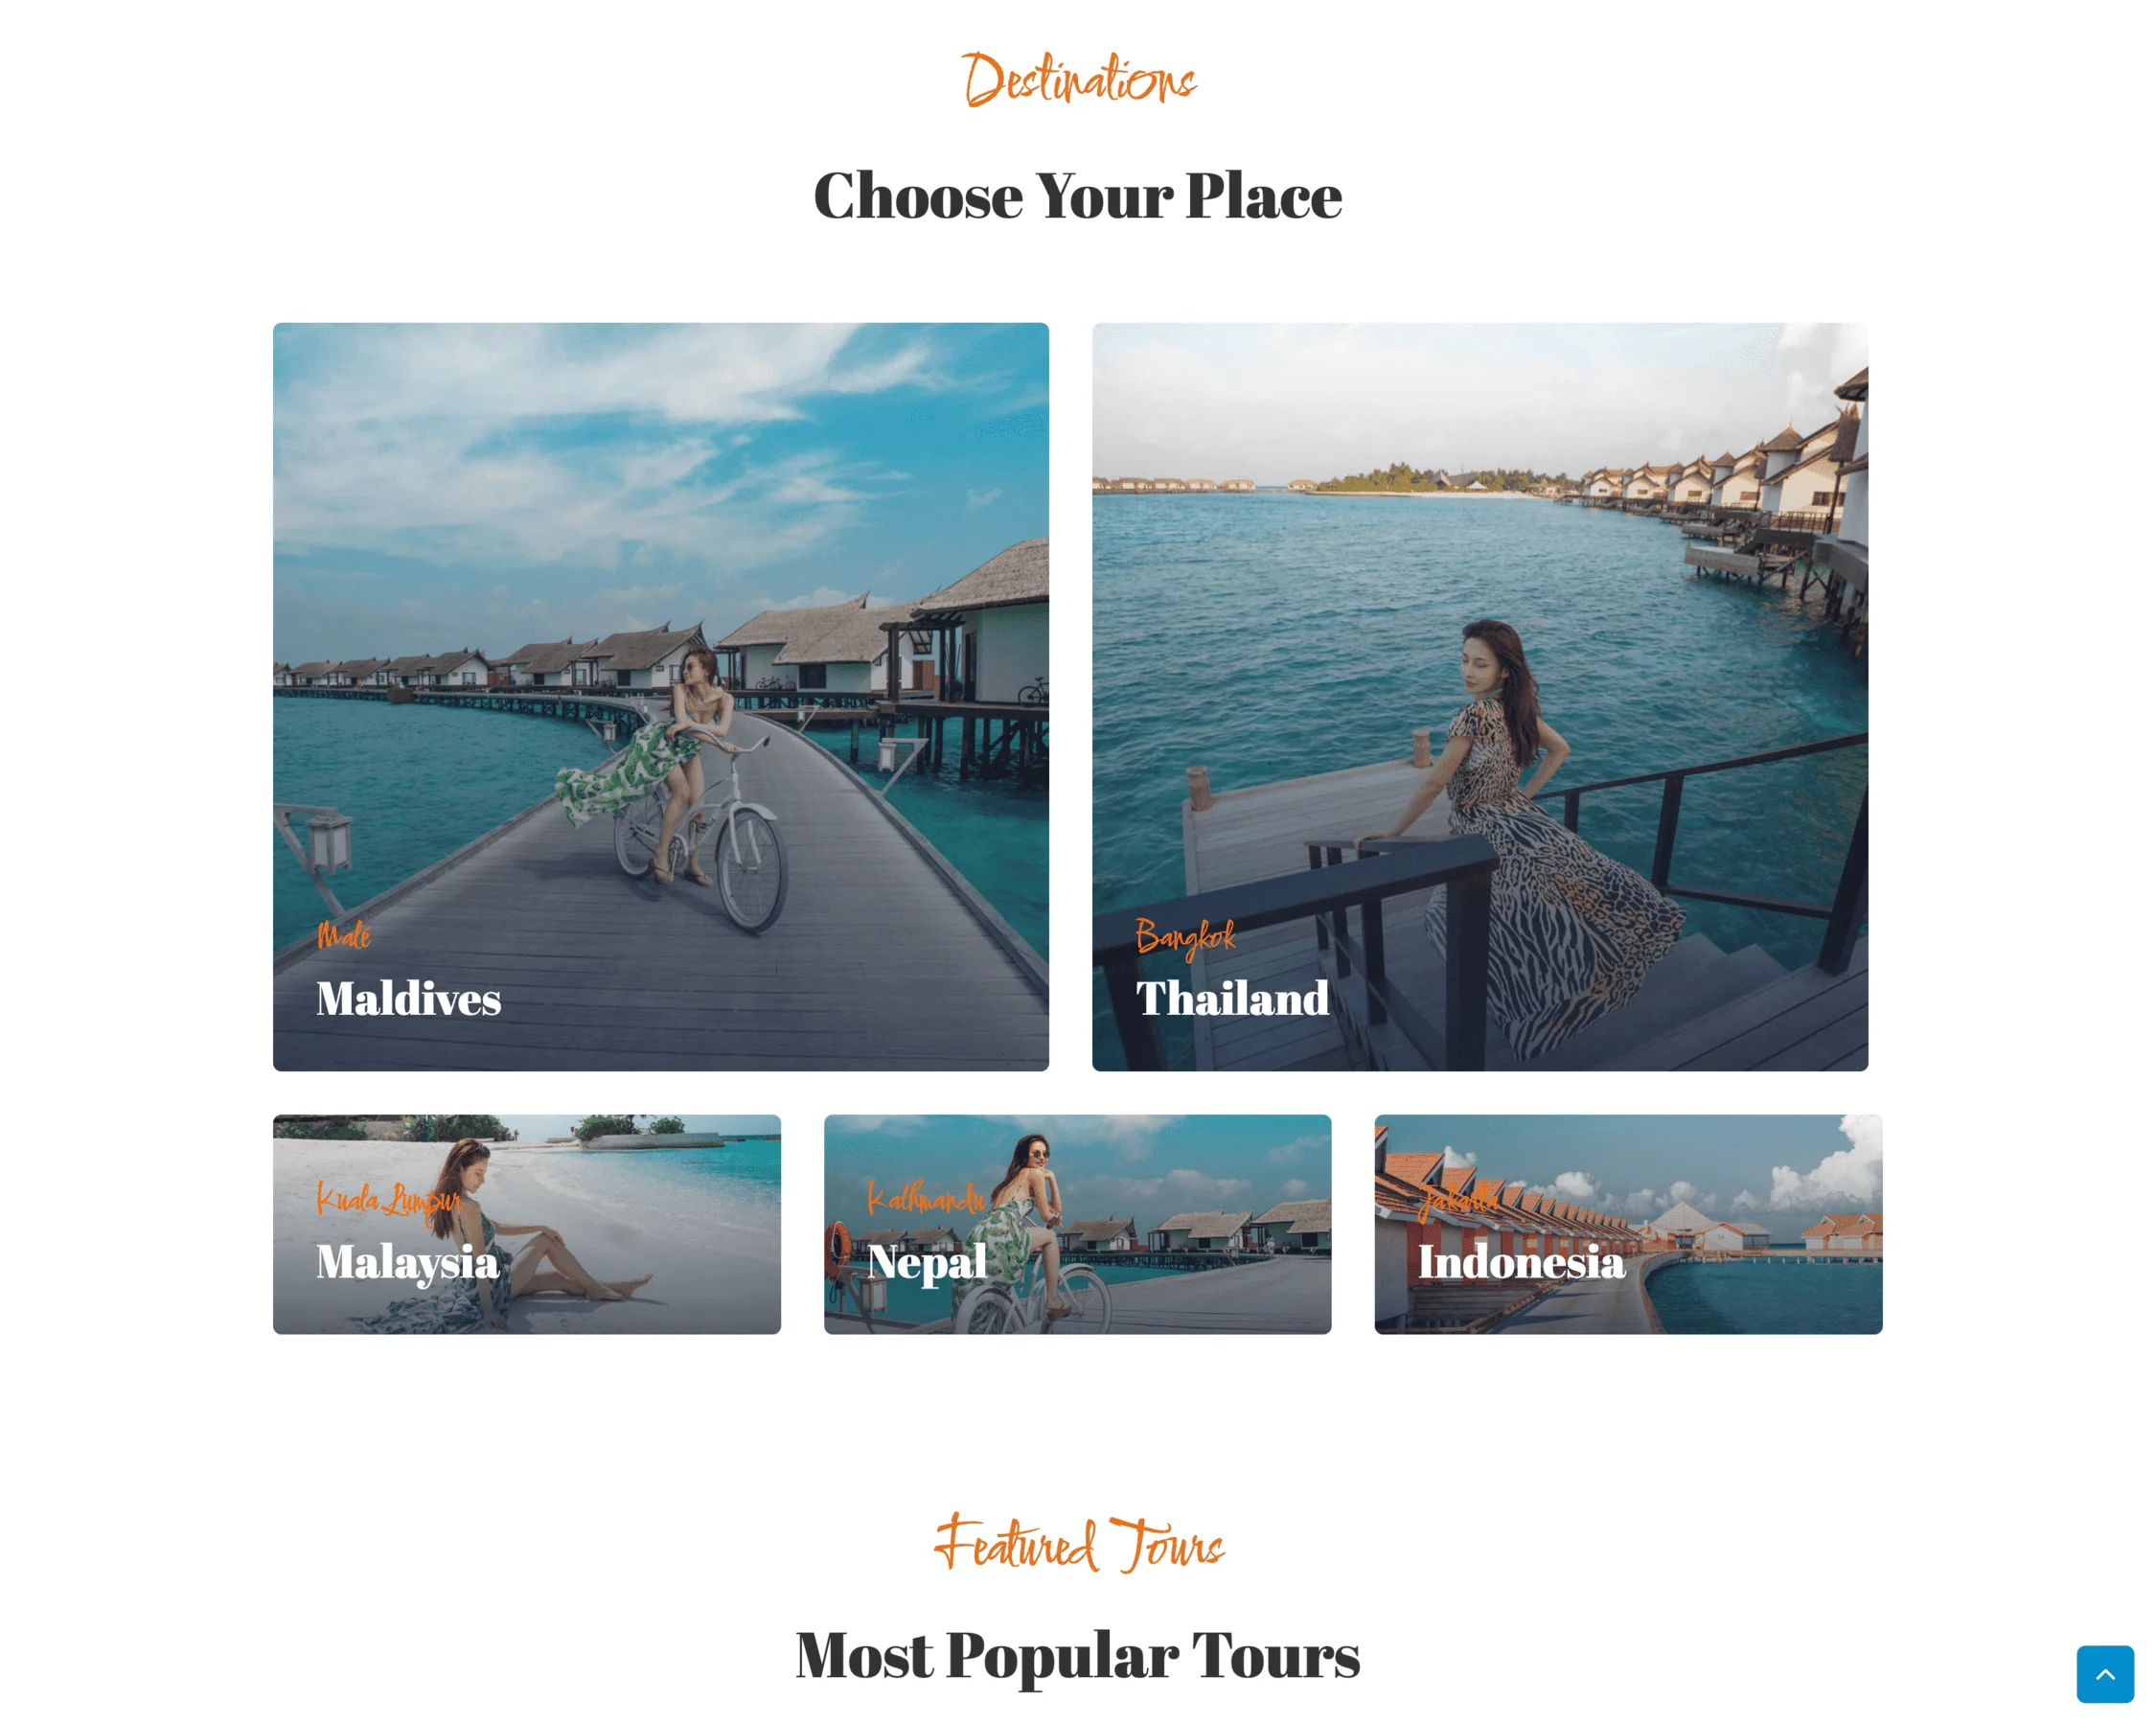 Destinations
Choose Your Place
Malé
Maldives
Bangkok
Thailand
Kuala Lumpur
Malaysia
Kathmandu
Nepal
Jakarta
Indonesia
Featured Tours
Most Popular Tours